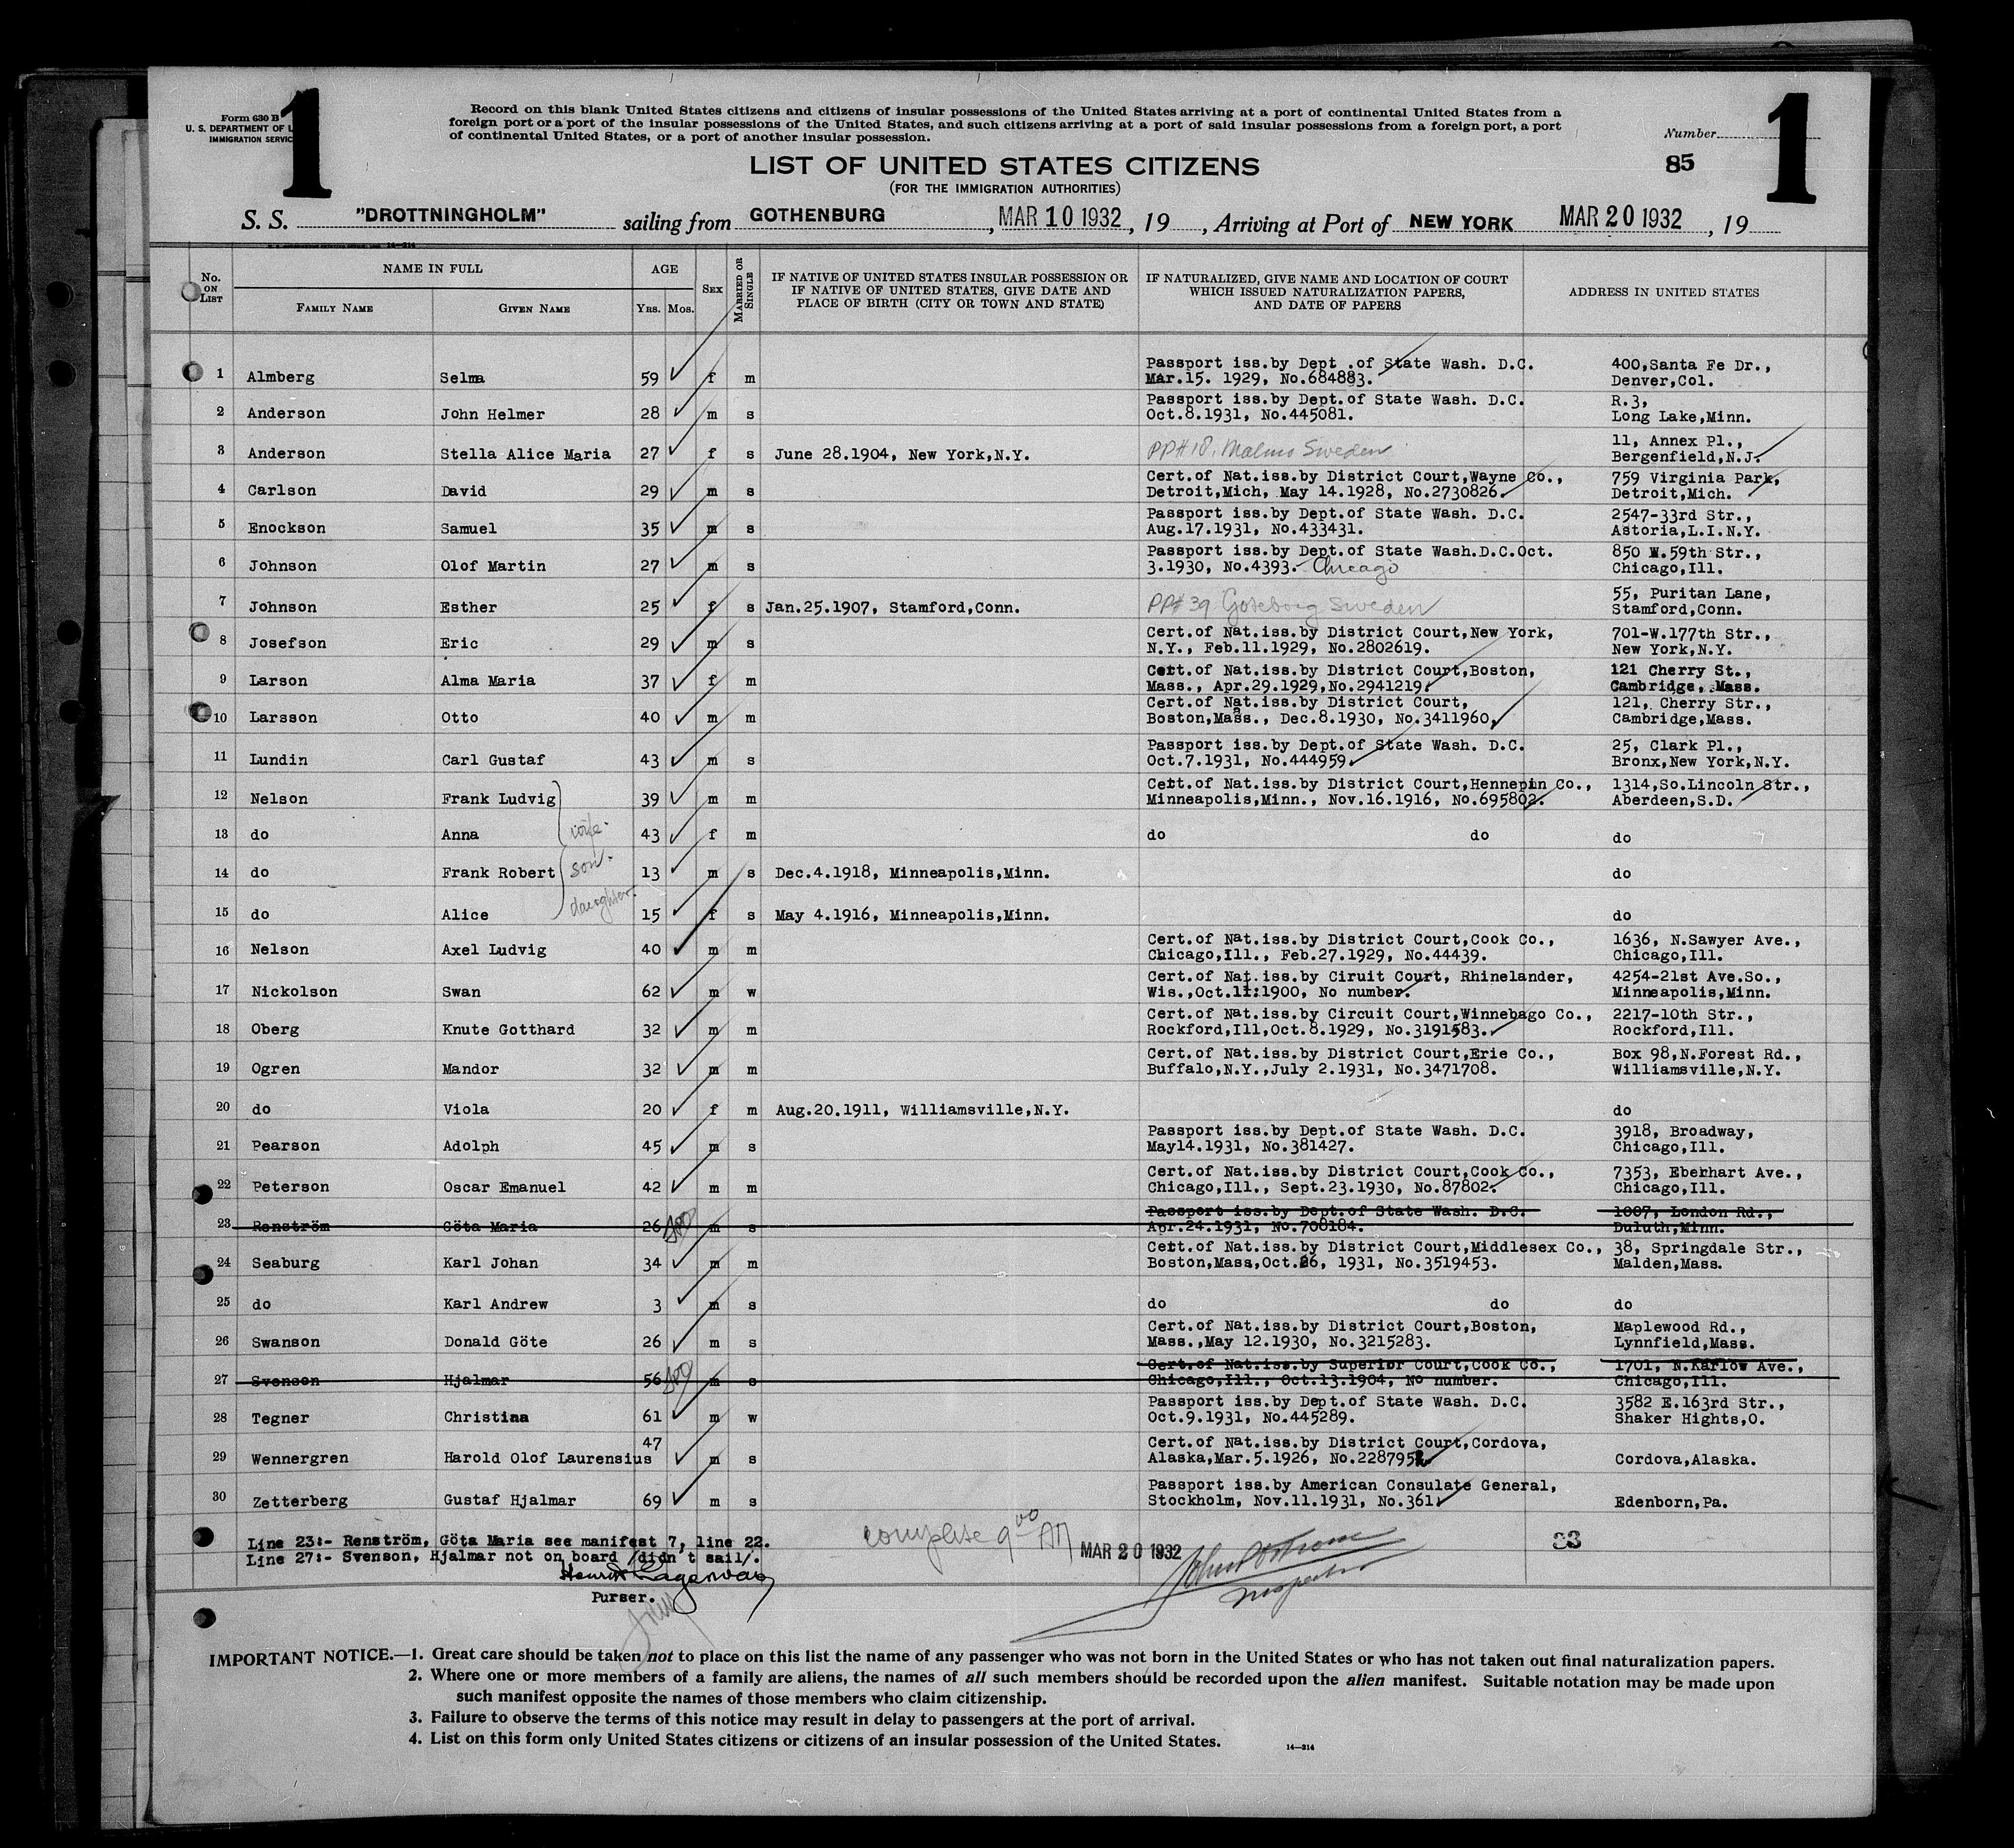 1
1
Form 630 B
U. S. DEPARTMENT OF L
IMMIGRATION SERVIC
Record on this blank United States citizens and citizens of insular possessions of the United States arriving at a port of continental United States from a
foreign port or a port of the insular possessions of the United States, and such citizens arriving at a port of said insular possessions from a foreign port, a port
of continental United States, or a port of another insular possession.
Number
85
LIST OF UNITED STATES CITIZENS
(FOR THE IMMIGRATION AUTHORITIES)
S. S. "DROTTNINGHOLM" sailing from GOTHENBURG, MAR 10 1932, 19, Arriving at Port of NEW YORK MAR 20 1932, 19
14—214
No. ON LIST
NAME IN FULL
FAMILY NAME
GIVEN NAME
AGE
YRS.
MOS.
SEX
MARRIED OR SINGLE
IF NATIVE OF UNITED STATES INSULAR POSSESSION OR
IF NATIVE OF UNITED STATES, GIVE DATE AND
PLACE OF BIRTH (CITY OR TOWN AND STATE)
IF NATURALIZED, GIVE NAME AND LOCATION OF COURT
WHICH ISSUED NATURALIZATION PAPERS,
AND DATE OF PAPERS
ADDRESS IN UNITED STATES
1 Almberg Selma 59 f m Passport iss.by Dept .of State Wash. D.C. 400,Santa Fe Dr.,
Mar.15. 1929, No.684883. Denver,Col.
2 Anderson John Helmer 28 m s Passport iss.by Dept.of State Wash. D.C. R.3,
Oct.8.1931, No.445081. Long Lake,Minn.
3 Anderson Stella Alice Maria 27 f s June 28.1904, New York,N.Y. PP# 18. Malmo Sweden 11, Annex Pl.,
Bergenfield,N.J.
4 Carlson David 29 m s Cert.of Nat.iss.by District Court,Wayne Co., 759 Virginia Park,
Detroit,Mich, May 14.1928, No.2730826. Detroit,Mich.
5 Enockson Samuel 35 m s Passport iss.by Dept.of State Wash. D.C. 2547-33rd Str.,
Aug.17.1931, No.433431. Astoria,L.I.N.Y.
6 Johnson Olof Martin 27 m s Passport iss.by Dept.of State Wash.D.C.Oct. 850 W.59th Str.,
3.1930, No.4393. Chicago Chicago,Ill.
7 Johnson Esther 25 f s Jan.25.1907, Stamford,Conn. PP# 39 Goteborg Sweden 55, Puritan Lane,
Stamford,Conn.
8 Josefson Eric 29 m s Cert.of Nat.iss.by District Court,New York, 701-W.177th Str.,
N.Y., Feb.11.1929, No.2802619. New York,N.Y.
9 Larson Alma Maria 37 f m Cert.of Nat.iss.by District Court,Boston, 121 Cherry St.,
Mass., Apr.29.1929,No.2941219. Cambridge, Mass.
10 Larsson Otto 40 m m Cert.of Nat.iss.by District Court, 121, Cherry Str.,
Boston,Mass., Dec.8.1930, No.3411960, Cambridge,Mass.
11 Lundin Carl Gustaf 43 m s Passport iss.by Dept.of State Wash. D.C. 25, Clark Pl.,
Oct.7.1931, No.444959 Bronx,New York,N.Y.
12 Nelson Frank Ludvig 39 m m Cert.of Nat.iss.by District Court,Hennepin Co., 1314,So.Lincoln Str.,
Minneapolis,Minn., Nov.16.1916, No.695802. Aberdeen,S.D.
13 do Anna wife. 43 f m do do do
14 do Frank Robert son. 13 m s Dec.4.1918, Minneapolis,Minn. do
15 do Alice daughter. 15 f s May 4.1916, Minneapolis,Minn. do
16 Nelson Axel Ludvig 40 m m Cert.of Nat.iss.by District Court,Cook Co., 1636, N.Sawyer Ave.,
Chicago,Ill., Feb.27.1929, No.44439. Chicago,Ill.
17 Nickolson Swan 62 m w Cert.of Nat.iss.by Ciruit Court, Rhinelander, 4254-21st Ave.So.,
Wis.,Oct.11:1900, No number. Minneapolis,Minn.
18 Oberg Knute Gotthard 32 m m Cert.of Nat.iss.by Circuit Court,Winnebago Co., 2217-10th Str.,
Rockford,Ill,Oct.8.1929, No.3191583. Rockford,Ill.
19 Ogren Mandor 32 m m Cert.of Nat.iss.by District Court,Erie Co., Box 98,N.Forest Rd.,
Buffalo,N.Y.,July 2.1931, No.3471708. Williamsville,N.Y.
20 do Viola 20 f m Aug.20.1911, Williamsville,N.Y. do
21 Pearson Adolph 45 m s Passport iss.by Dept.of State Wash. D.C. 3918, Broadway,
May14.1931, No.381427. Chicago,Ill.
22 Peterson Oscar Emanuel 42 m m Cert.of Nat.iss.by District Court,Cook Co., 7353, Eberhart Ave.,
Chicago,Ill., Sept.23.1930, No.87802. Chicago,Ill.
23 Renström Göta Maria 26 m s Passport iss.by Dept.of State Wash. D.C. 1007, London Rd.,
Apr.24.1931, No.708184. Duluth,Minn.
24 Seaburg Karl Johan 34 m m Cert.of Nat.iss.by District Court,Middlesex Co., 38, Springdale Str.,
Boston,Mass,Oct.26, 1931, No.3519453. Malden,Mass.
25 do Karl Andrew 3 m s do do do
26 Swanson Donald Göte 26 m s Cert.of Nat.iss.by District Court,Boston, Maplewood Rd.,
Mass.,May 12.1930, No.3215283. Lynnfield,Mass.
27 Svenson Hjalmar 56 m s Cert.of Nat.iss.by Superior Court,Cook Co., 1701, N.Karlow Ave.,
Chicago,Ill., Oct.13.1904, No number. Chicago,Ill.
28 Tegner Christina 61 m w Passport iss.by Dept.of State Wash. D.C. 3582 E.163rd Str.,
Oct.9.1931, No.445289. Shaker Hights,O.
29 Wennergren Harold Olof Laurensius 47 m s Cert.of Nat.iss.by District Court,Cordova,
Alaska,Mar.5.1926, No.2287952 Cordova,Alaska.
30 Zetterberg Gustaf Hjalmar 69 m s Passport iss.by American Consulate General,
Stockholm, Nov.11.1931, No.361. Edenborn,Pa.
Line 23:- Renström, Göta Maria see manifest 7, line 22.
Line 27:- Svenson, Hjalmar not on board /didn't sail/.
Purser.
complete 9 00 AM
MAR 20 1932
Inspector
33
IMPORTANT NOTICE.—1. Great care should be taken not to place on this list the name of any passenger who was not born in the United States or who has not taken out final naturalization papers.
2. Where one or more members of a family are aliens, the names of all such members should be recorded upon the alien manifest. Suitable notation may be made upon
such manifest opposite the names of those members who claim citizenship.
3. Failure to observe the terms of this notice may result in delay to passengers at the port of arrival.
4. List on this form only United States citizens or citizens of an insular possession of the United States.
14—214